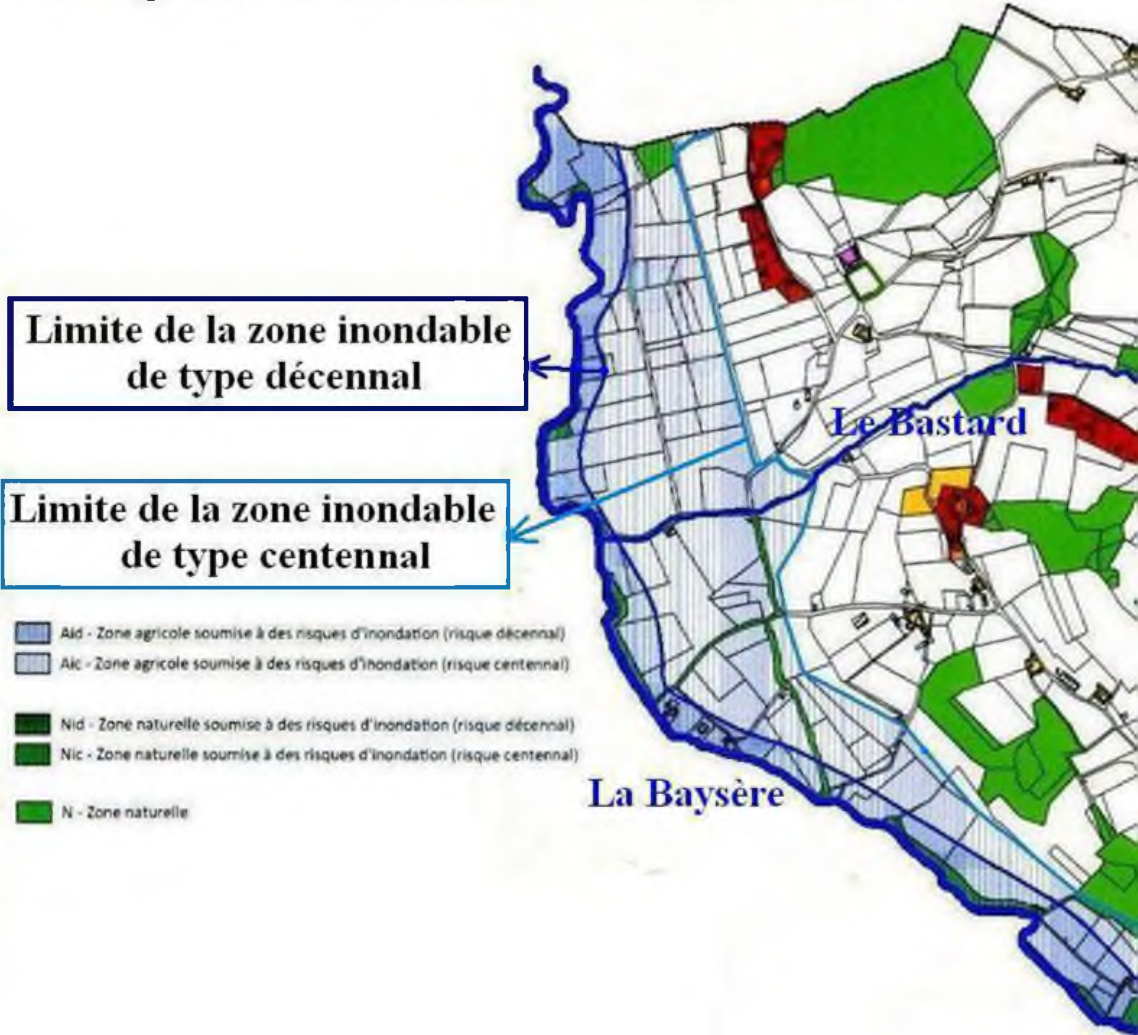 Limite de la zone inondable
de type décennal
Le Bastard
Limite de la zone inondable
de type centennal
Aid - Zone agricole soumise à des risques d'inondation (risque décennal)
Aic - Zone agricole soumise à des risques d'inondation (risque centennal)
Nid - Zone naturelle soumise à des risques d'inondation (risque décennal)
Nic - Zone naturelle soumise à des risques d'inondation (risque centennal)
La Baysère
N - Zone naturelle